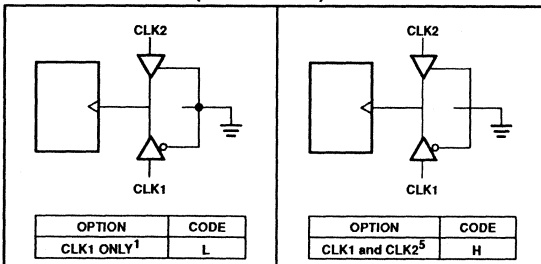 CLK2
CLK1
OPTION CODE
CLK1 ONLY1 L
CLK2
CLK1
OPTION CODE
CLK1 and CLK25 H